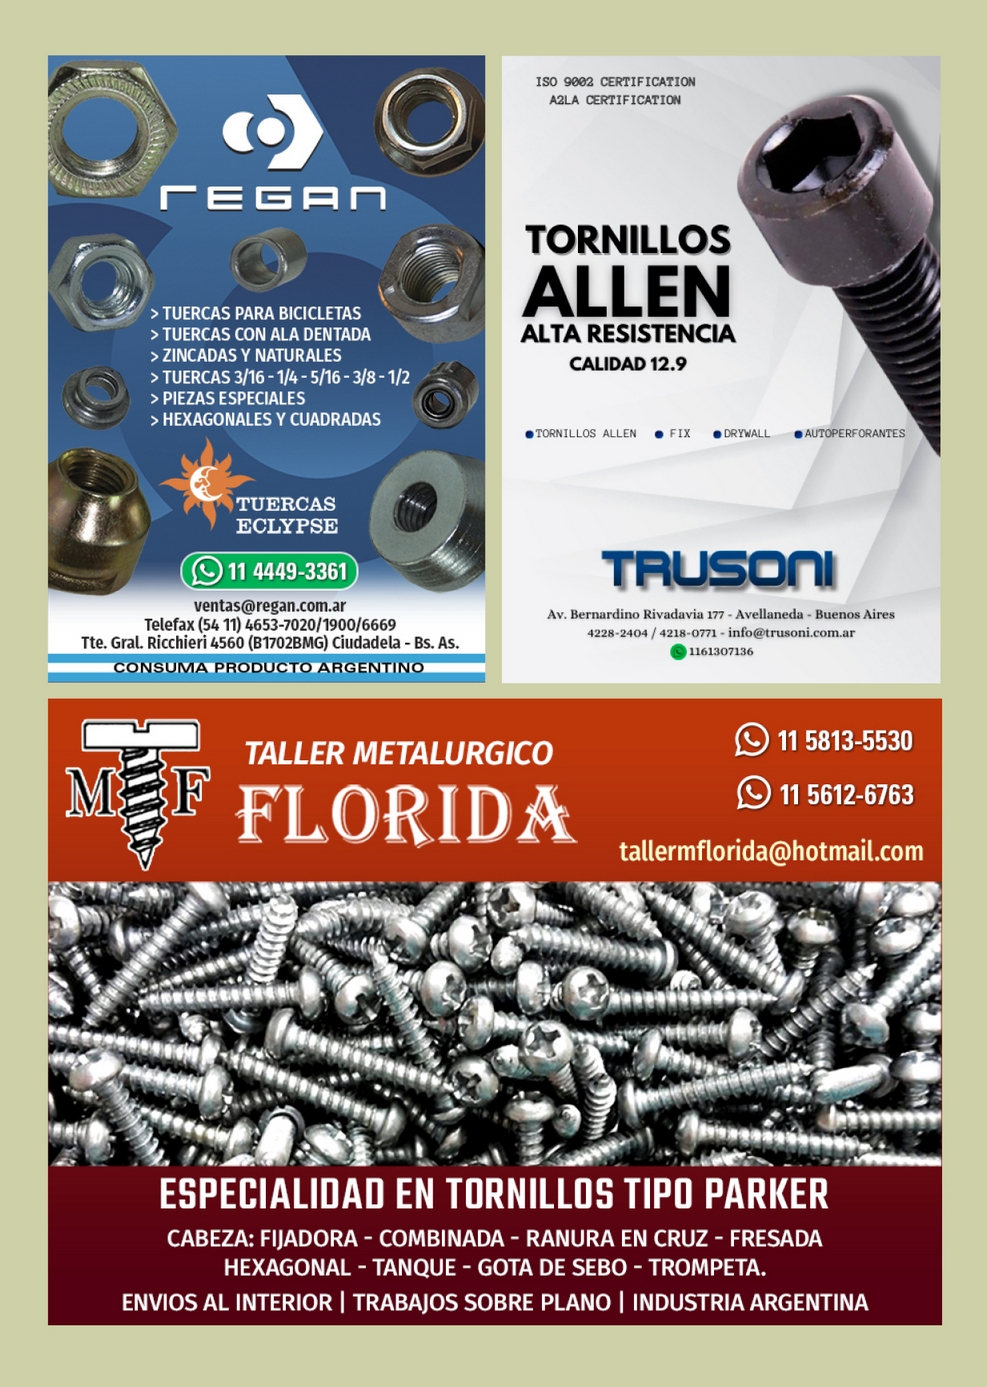 REGAN
> TUERCAS PARA BICICLETAS
> TUERCAS CON ALA DENTADA
> ZINCADAS Y NATURALES
> TUERCAS 3/16 - 1/4 - 5/16 - 3/8 - 1/2
> PIEZAS ESPECIALES
> HEXAGONALES Y CUADRADAS
TUERCAS
ECLYPSE
11 4449-3361
ventas@regan.com.ar
Telefax (54 11) 4653-7020/1900/6669
Tte. Gral. Ricchieri 4560 (B1702BMG) Ciudadela - Bs. As.
CONSUMA PRODUCTO ARGENTINO
ISO 9002 CERTIFICATION
A2LA CERTIFICATION
TORNILLOS
ALLEN
ALTA RESISTENCIA
CALIDAD 12.9
●TORNILLOS ALLEN ● FIX ●DRYWALL ●AUTOPERFORANTES
TRUSONI
Av. Bernardino Rivadavia 177 - Avellaneda - Buenos Aires
4228-2404 / 4218-0771 - info@trusoni.com.ar
1161307136
M F
TALLER METALURGICO
FLORIDA
11 5813-5530
11 5612-6763
tallermflorida@hotmail.com
ESPECIALIDAD EN TORNILLOS TIPO PARKER
CABEZA: FIJADORA - COMBINADA - RANURA EN CRUZ - FRESADA
HEXAGONAL - TANQUE - GOTA DE SEBO - TROMPETA.
ENVIOS AL INTERIOR | TRABAJOS SOBRE PLANO | INDUSTRIA ARGENTINA